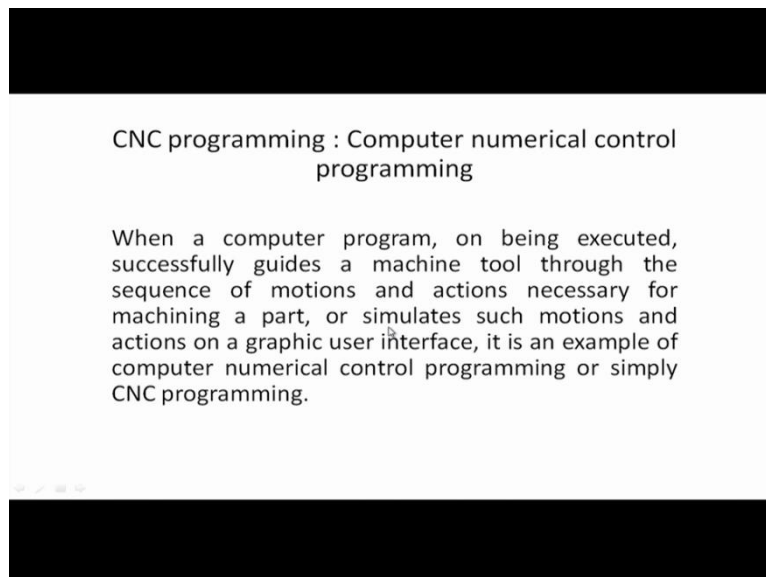 CNC programming : Computer numerical control
programming
When a computer program, on being executed,
successfully guides a machine tool through the
sequence of motions and actions necessary for
machining a part, or simulates such motions and
actions on a graphic user interface, it is an example of
computer numerical control programming or simply
CNC programming.